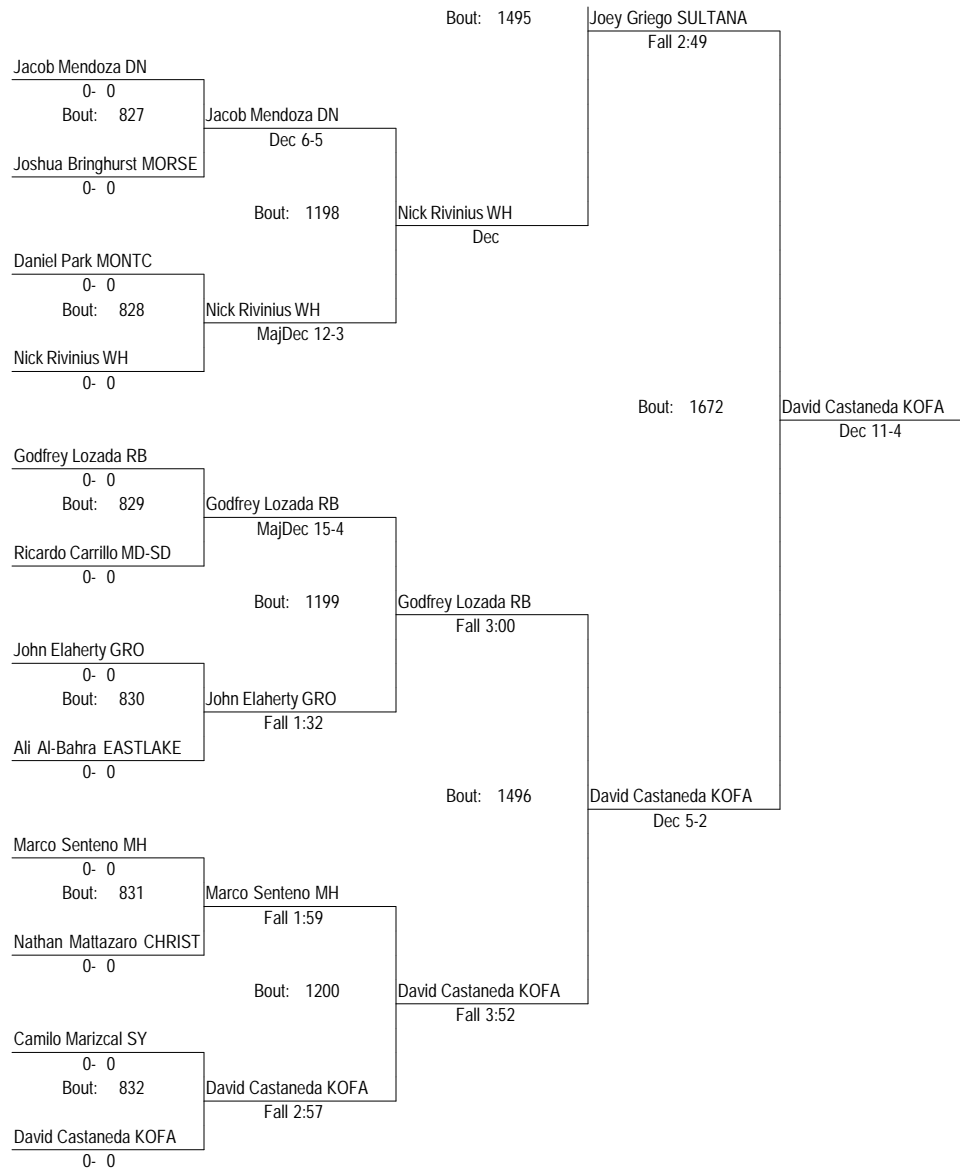 Bout: 1495
Joey Griego SULTANA
Fall 2:49
Jacob Mendoza DN
0- 0
Bout: 827
Jacob Mendoza DN
Dec 6-5
Joshua Bringhurst MORSE
0- 0
Bout: 1198
Nick Rivinius WH
Dec
Daniel Park MONTC
0- 0
Bout: 828
Nick Rivinius WH
MajDec 12-3
Nick Rivinius WH
0- 0
Bout: 1672
David Castaneda KOFA
Dec 11-4
Godfrey Lozada RB
0- 0
Bout: 829
Godfrey Lozada RB
MajDec 15-4
Ricardo Carrillo MD-SD
0- 0
Bout: 1199
Godfrey Lozada RB
Fall 3:00
John Elaherty GRO
0- 0
Bout: 830
John Elaherty GRO
Fall 1:32
Ali Al-Bahra EASTLAKE
0- 0
Bout: 1496
David Castaneda KOFA
Dec 5-2
Marco Senteno MH
0- 0
Bout: 831
Marco Senteno MH
Fall 1:59
Nathan Mattazaro CHRIST
0- 0
Bout: 1200
David Castaneda KOFA
Fall 3:52
Camilo Marizcal SY
0- 0
Bout: 832
David Castaneda KOFA
Fall 2:57
David Castaneda KOFA
0- 0